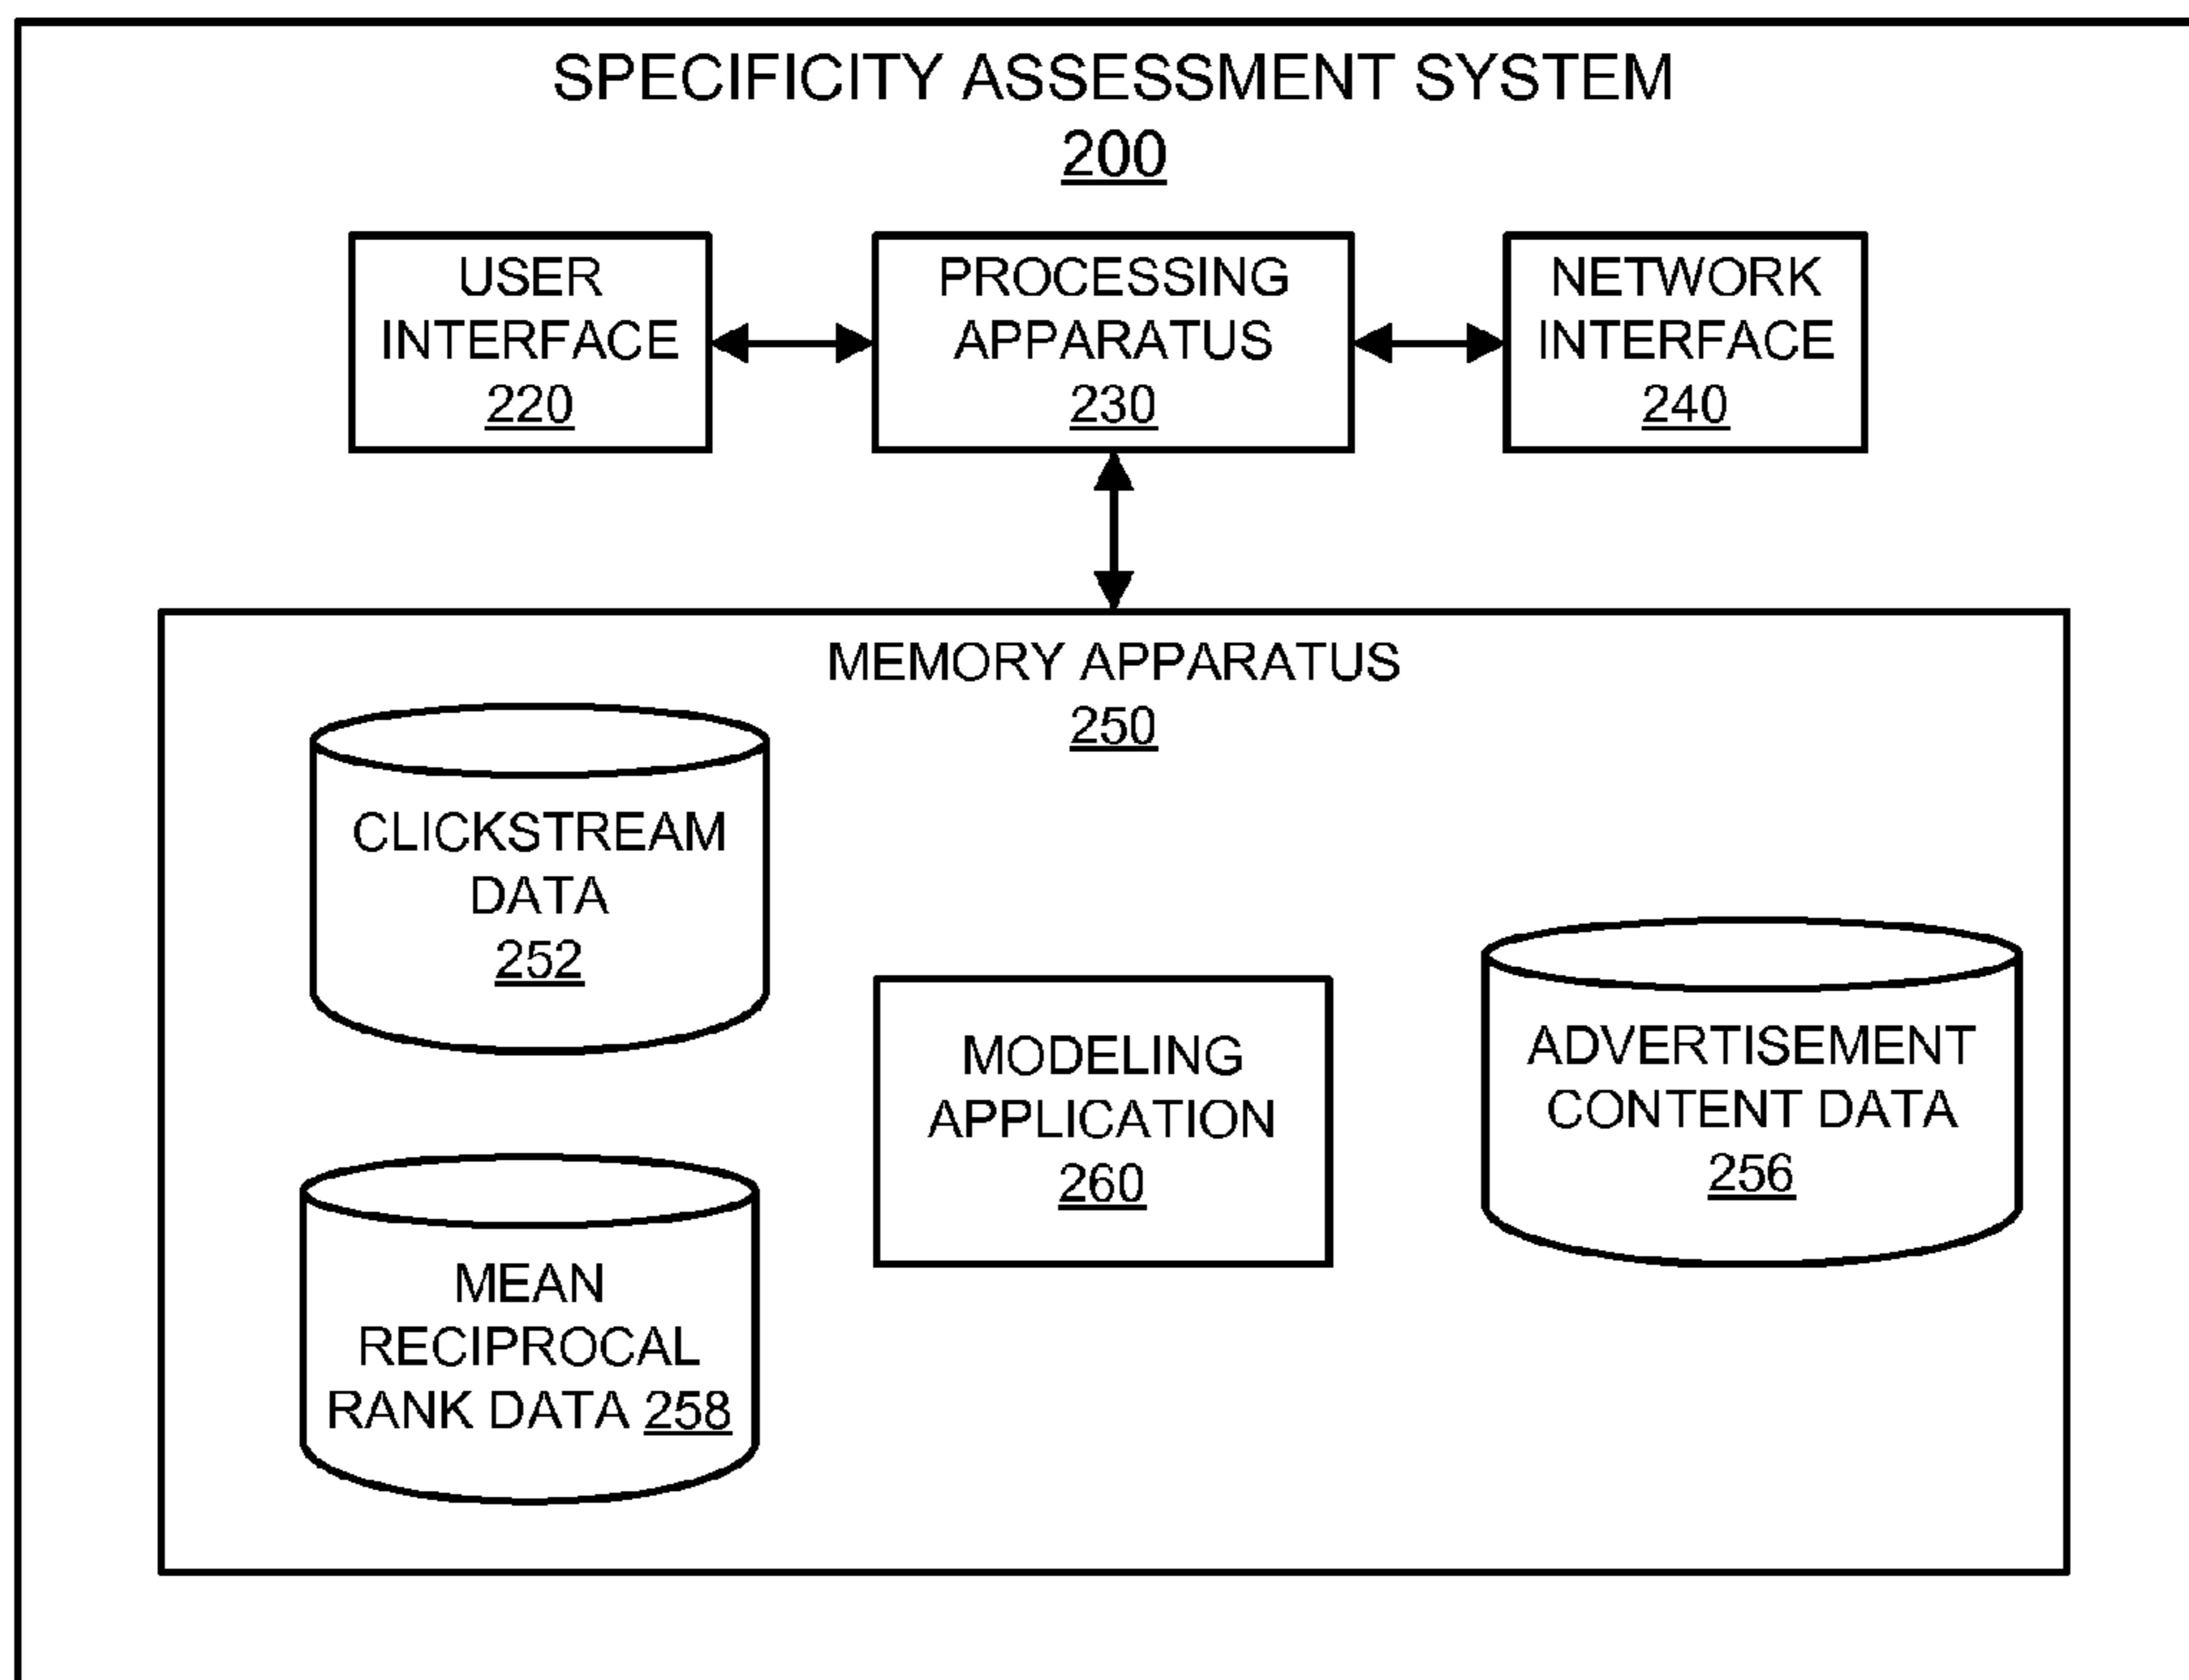 SPECIFICITY ASSESSMENT SYSTEM
200
USER
INTERFACE
220
PROCESSING
APPARATUS
230
NETWORK
INTERFACE
240
MEMORY APPARATUS
250
CLICKSTREAM
DATA
252
MODELING
APPLICATION
260
ADVERTISEMENT
CONTENT DATA
256
MEAN
RECIPROCAL
RANK DATA 258